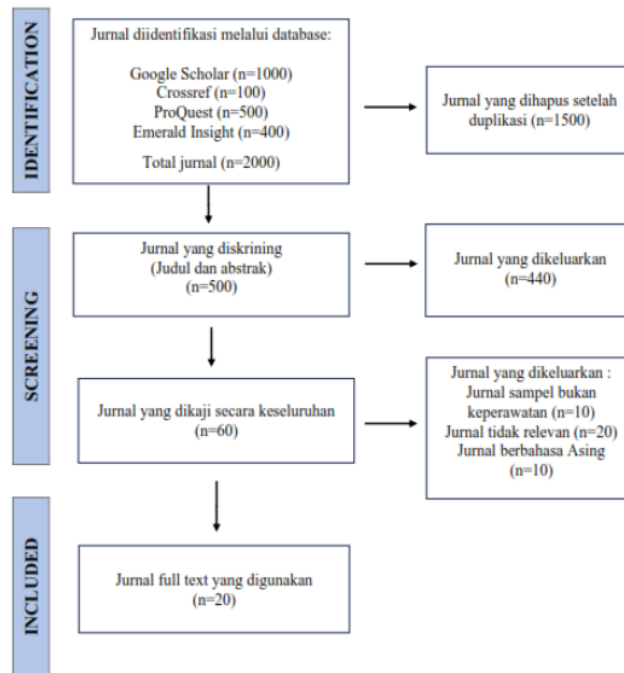 IDENTIFICATION
Jurnal diidentifikasi melalui database:
Google Scholar (n=1000)
Crossref (n=100)
ProQuest (n=500)
Emerald Insight (n=400)
Total jurnal (n=2000)
Jurnal yang dihapus setelah
duplikasi (n=1500)
SCREENING
Jurnal yang diskrining
(Judul dan abstrak)
(n=500)
Jurnal yang dikeluarkan
(n=440)
Jurnal yang dikaji secara keseluruhan
(n=60)
Jurnal yang dikeluarkan :
Jurnal sampel bukan
keperawatan (n=10)
Jurnal tidak relevan (n=20)
Jurnal berbahasa Asing
(n=10)
INCLUDED
Jurnal full text yang digunakan
(n=20)